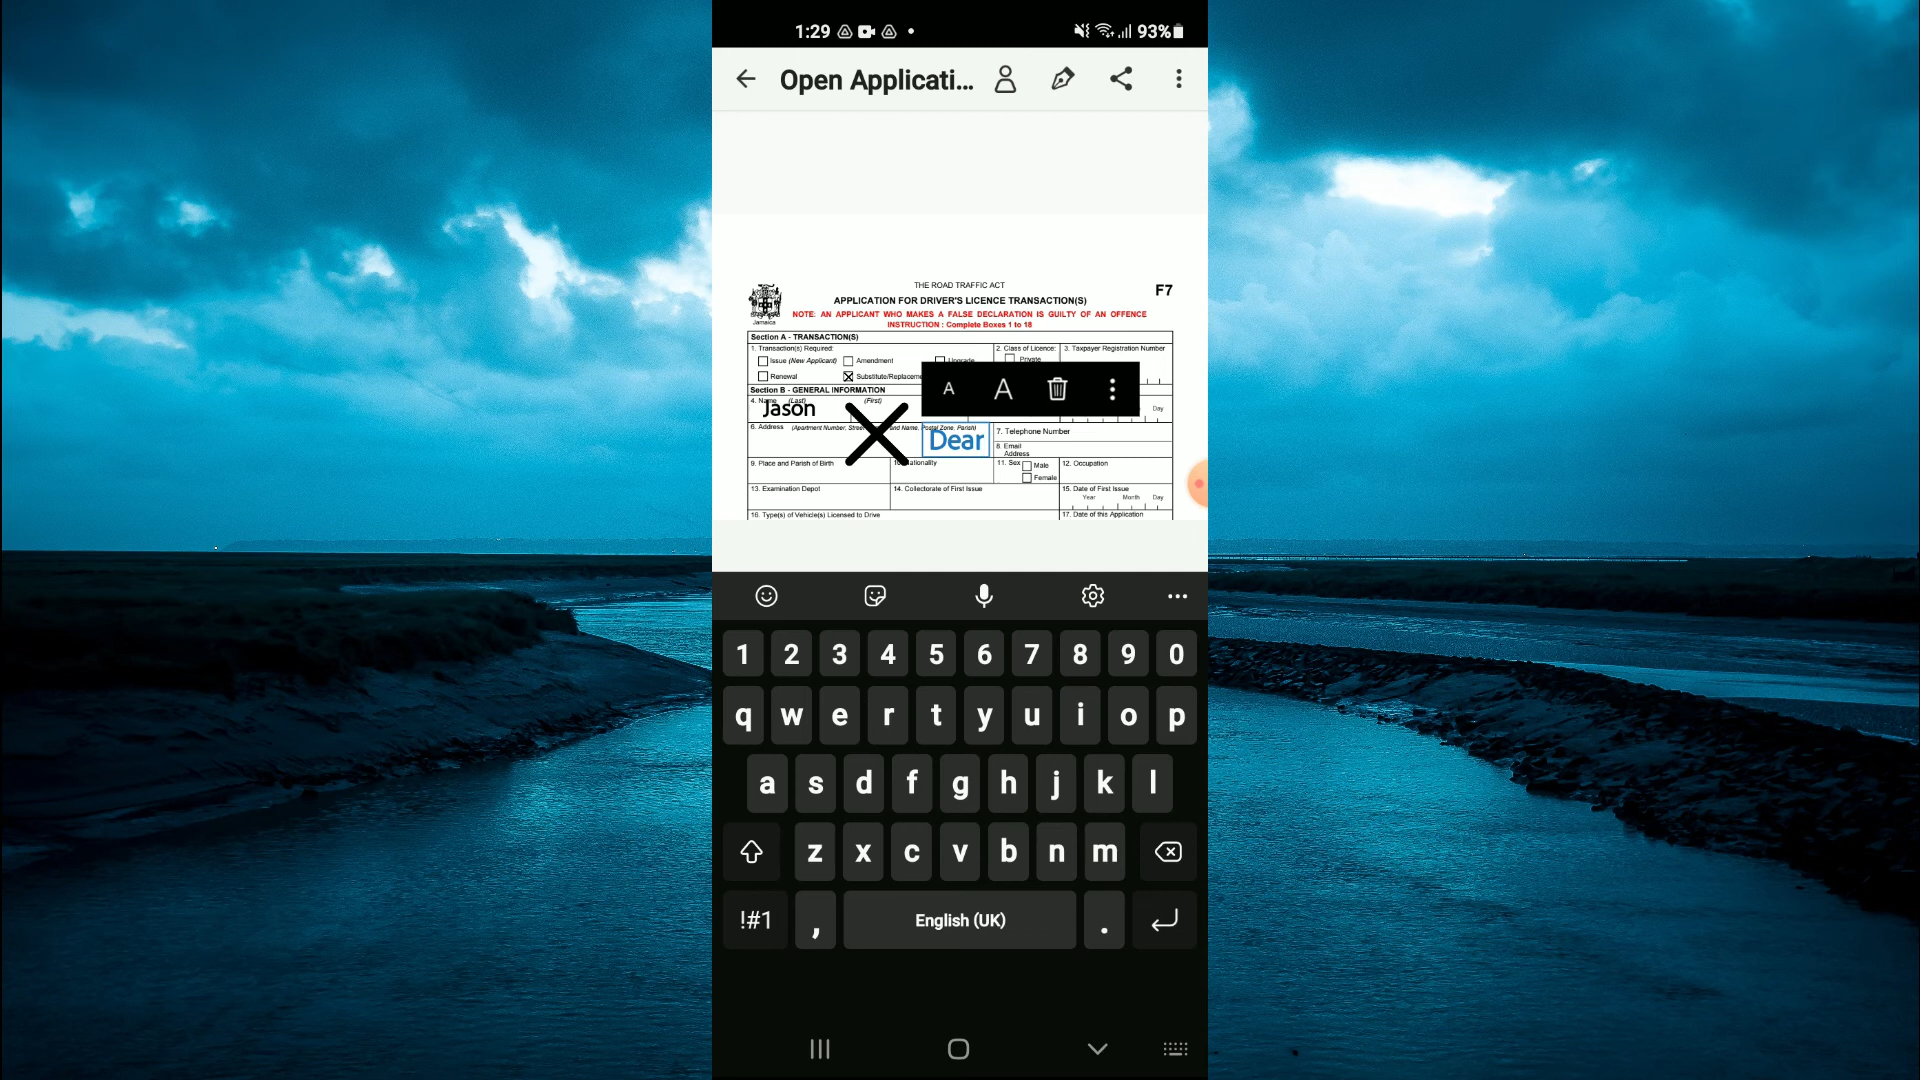 1:29 93%
Open Applicati...
THE ROAD TRAFFIC ACT
F7
APPLICATION FOR DRIVER'S LICENCE TRANSACTION(S)
NOTE: AN APPLICANT WHO MAKES A FALSE DECLARATION IS GUILTY OF AN OFFENCE
INSTRUCTION : Complete Boxes 1 to 18
Jamaica
Section A - TRANSACTION(S)
1. Transaction(s) Required: 2. Class of Licence: 3. Taxpayer Registration Number
Issue (New Applicant) Amendment Upgrade Private
Renewal Substitute/Replaceme
A A
Section B - GENERAL INFORMATION
4. Name (Last) (First) Day
Jason
6. Address (Apartment Number, Street and Name, Postal Zone, Parish) 7. Telephone Number
Dear
8. Email
Address
9. Place and Parish of Birth 10. Nationality 11. Sex Male 12. Occupation
Female
13. Examination Depot 14. Collectorate of First Issue 15. Date of First Issue
Year Month Day
16. Type(s) of Vehicle(s) Licensed to Drive 17. Date of this Application
1 2 3 4 5 6 7 8 9 0
q w e r t y u i o p
a s d f g h j k l
z x c v b n m
!#1 , English (UK) .